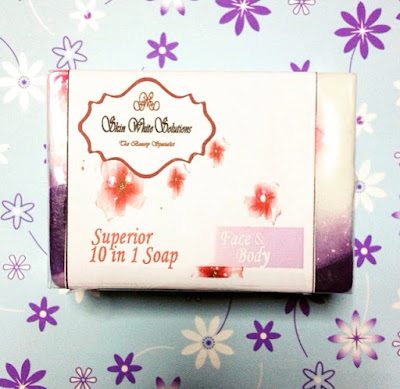 Skin White Solutions
The Beauty Specialist
Superior
10 in 1 Soap
Face &
Body